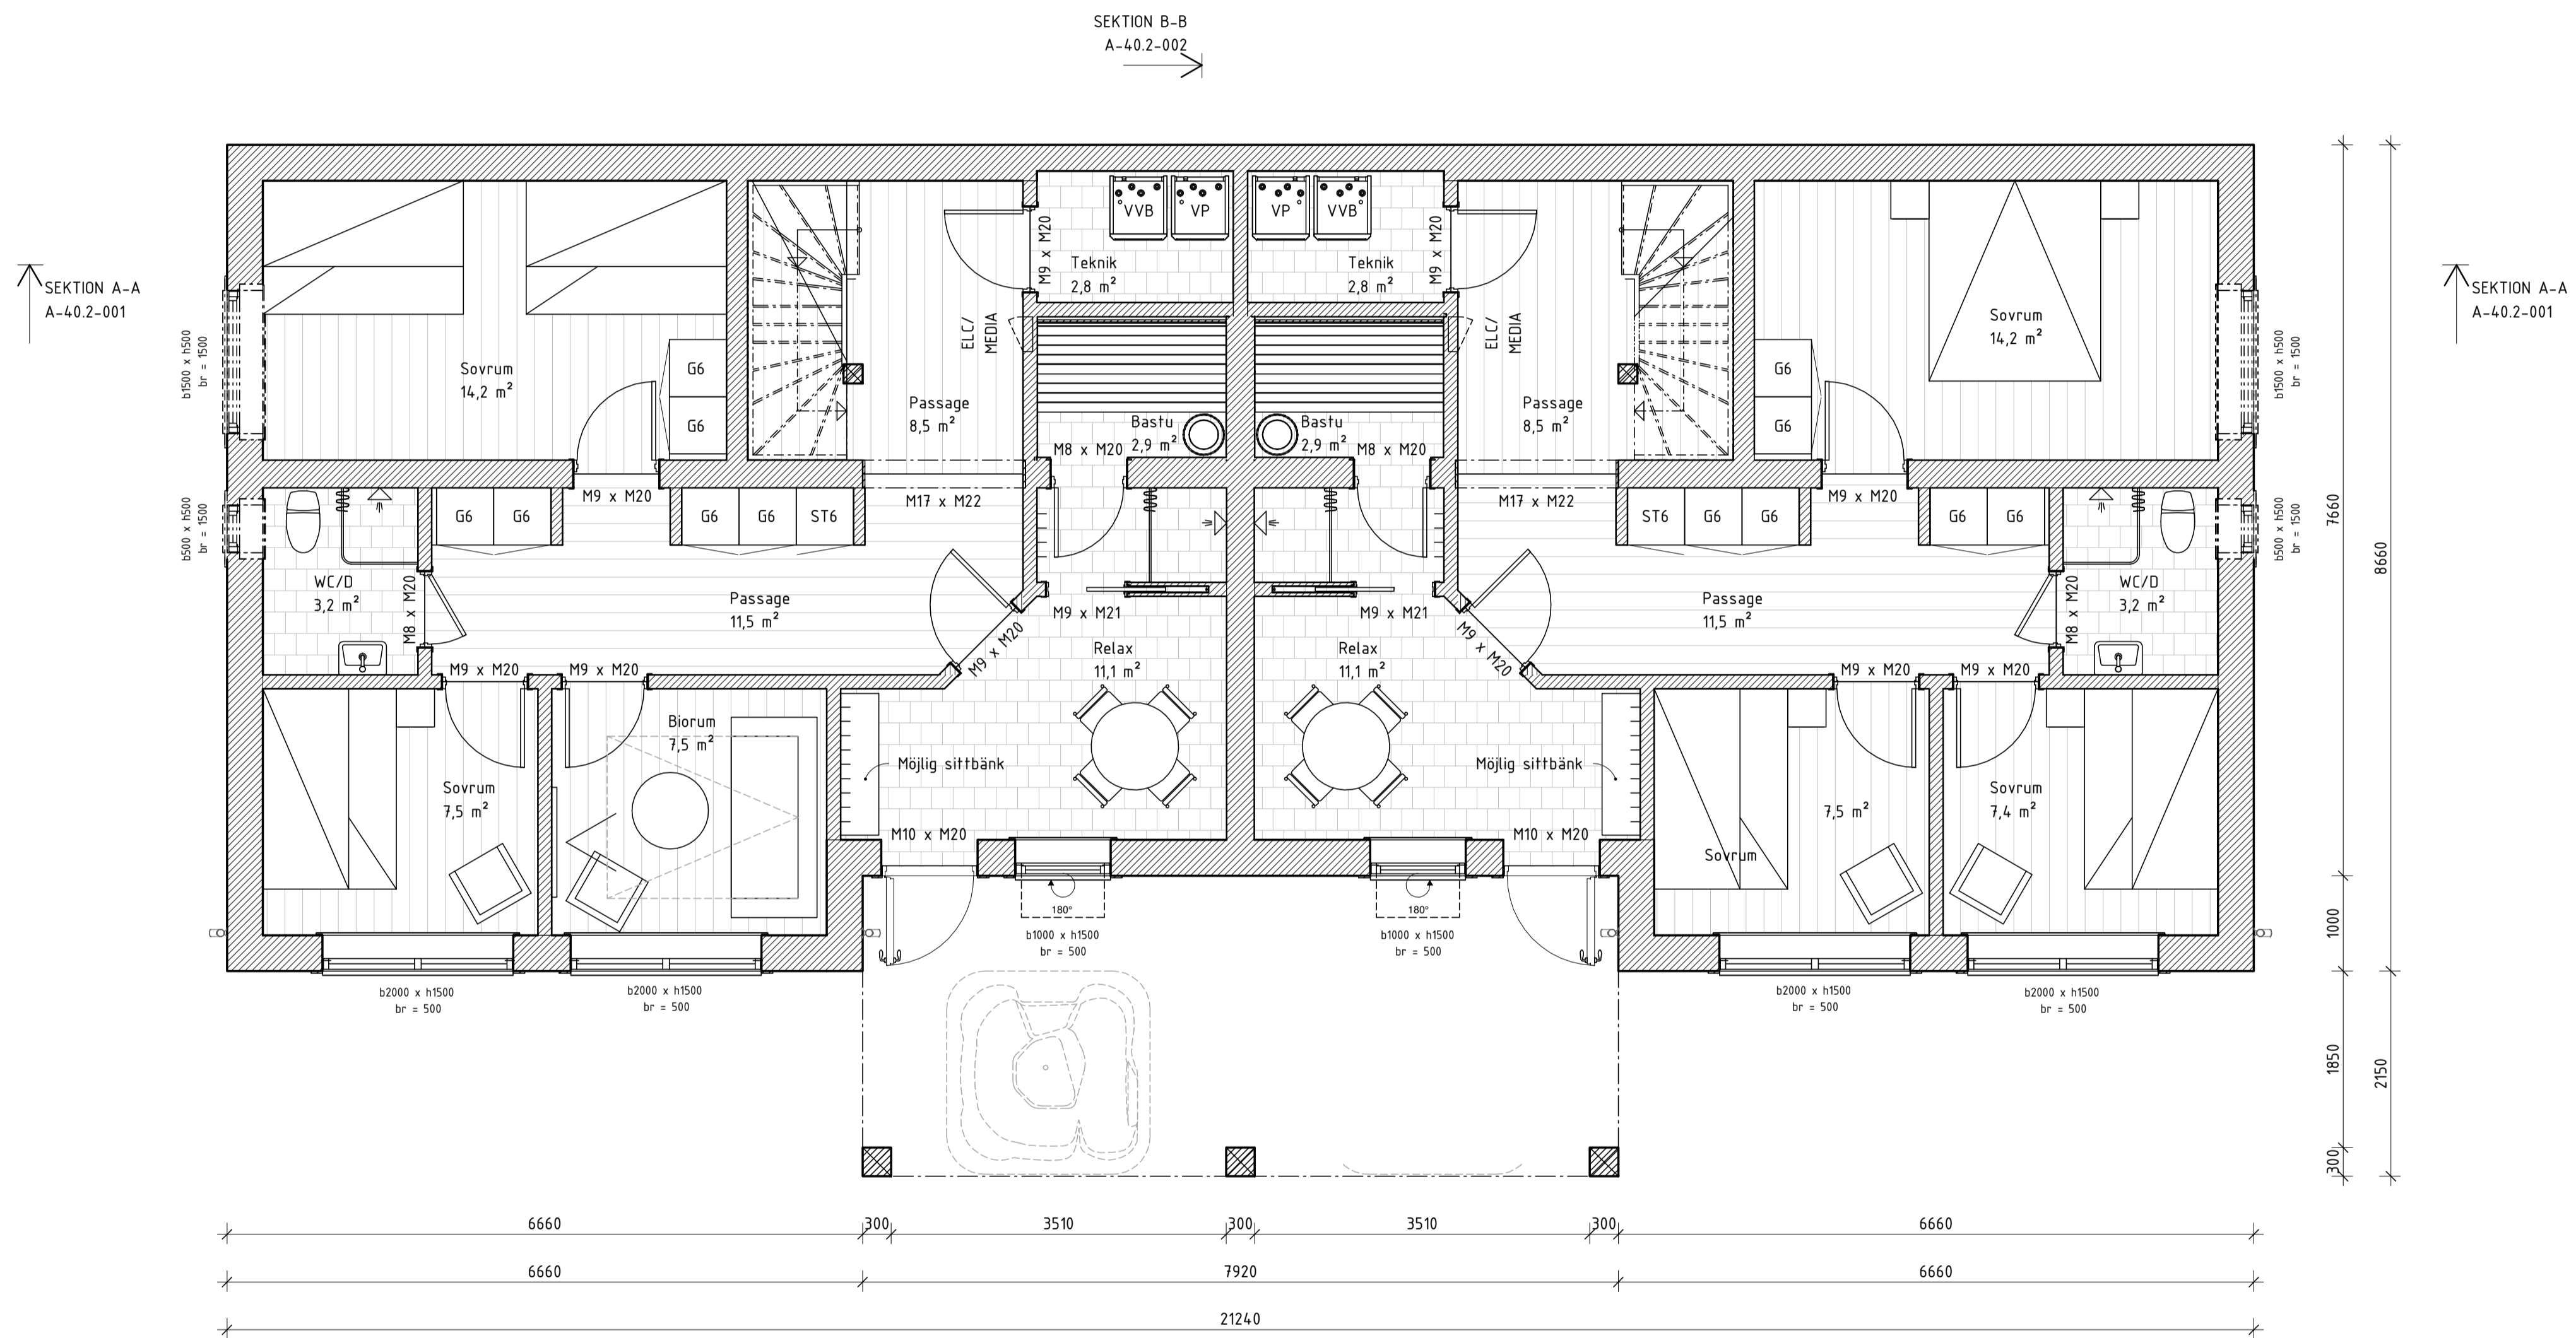 SEKTION B-B
A-40.2-002
SEKTION A-A
A-40.2-001
SEKTION A-A
A-40.2-001
b1500 x h500
br = 1500
b500 x h500
br = 1500
Sovrum
14,2 m²
G6
G6
M9 x M20
WC/D
3,2 m²
M8 x M20
G6
G6
G6
G6
ST6
Passage
8,5 m²
M17 x M22
ELC/
MEDIA
M9 x M20
Teknik
2,8 m²
VVB
VP
Bastu
2,9 m²
M8 x M20
Passage
11,5 m²
M9 x M20
M9 x M21
Relax
11,1 m²
M9 x M20
M9 x M20
Sovrum
7,5 m²
Biorum
7,5 m²
Möjlig sittbänk
M10 x M20
180°
b1000 x h1500
br = 500
b2000 x h1500
br = 500
b2000 x h1500
br = 500
VP
VVB
Teknik
2,8 m²
M9 x M20
ELC/
MEDIA
Bastu
2,9 m²
M8 x M20
Passage
8,5 m²
M17 x M22
G6
G6
Sovrum
14,2 m²
b1500 x h500
br = 1500
M9 x M20
ST6
G6
G6
G6
G6
WC/D
3,2 m²
M8 x M20
b500 x h500
br = 1500
Passage
11,5 m²
M9 x M21
M9 x M20
Relax
11,1 m²
M9 x M20
M9 x M20
Möjlig sittbänk
7,5 m²
Sovrum
Sovrum
7,4 m²
M10 x M20
180°
b1000 x h1500
br = 500
b2000 x h1500
br = 500
b2000 x h1500
br = 500
7660
8660
1000
1850
2150
300
6660
300
3510
300
3510
300
6660
6660
7920
6660
21240